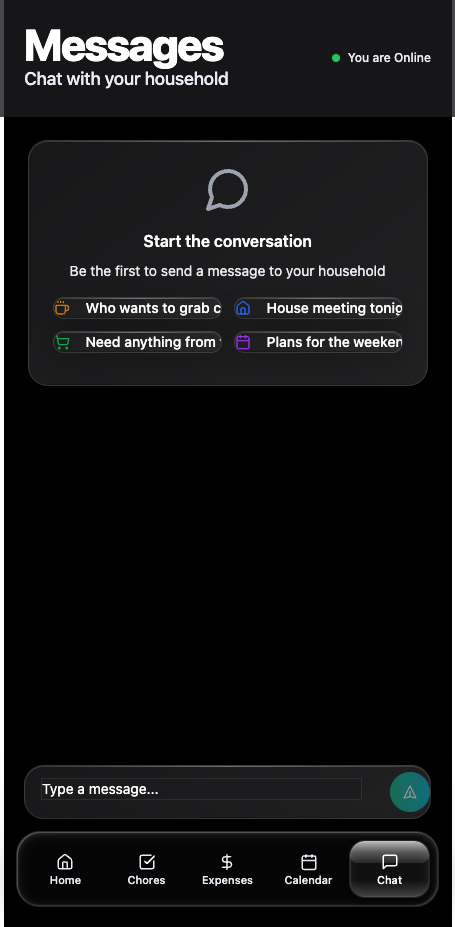 Messages
Chat with your household
You are Online
Start the conversation
Be the first to send a message to your household
Who wants to grab c
House meeting tonig
Need anything from
Plans for the weeken
Type a message...
Home
Chores
Expenses
Calendar
Chat